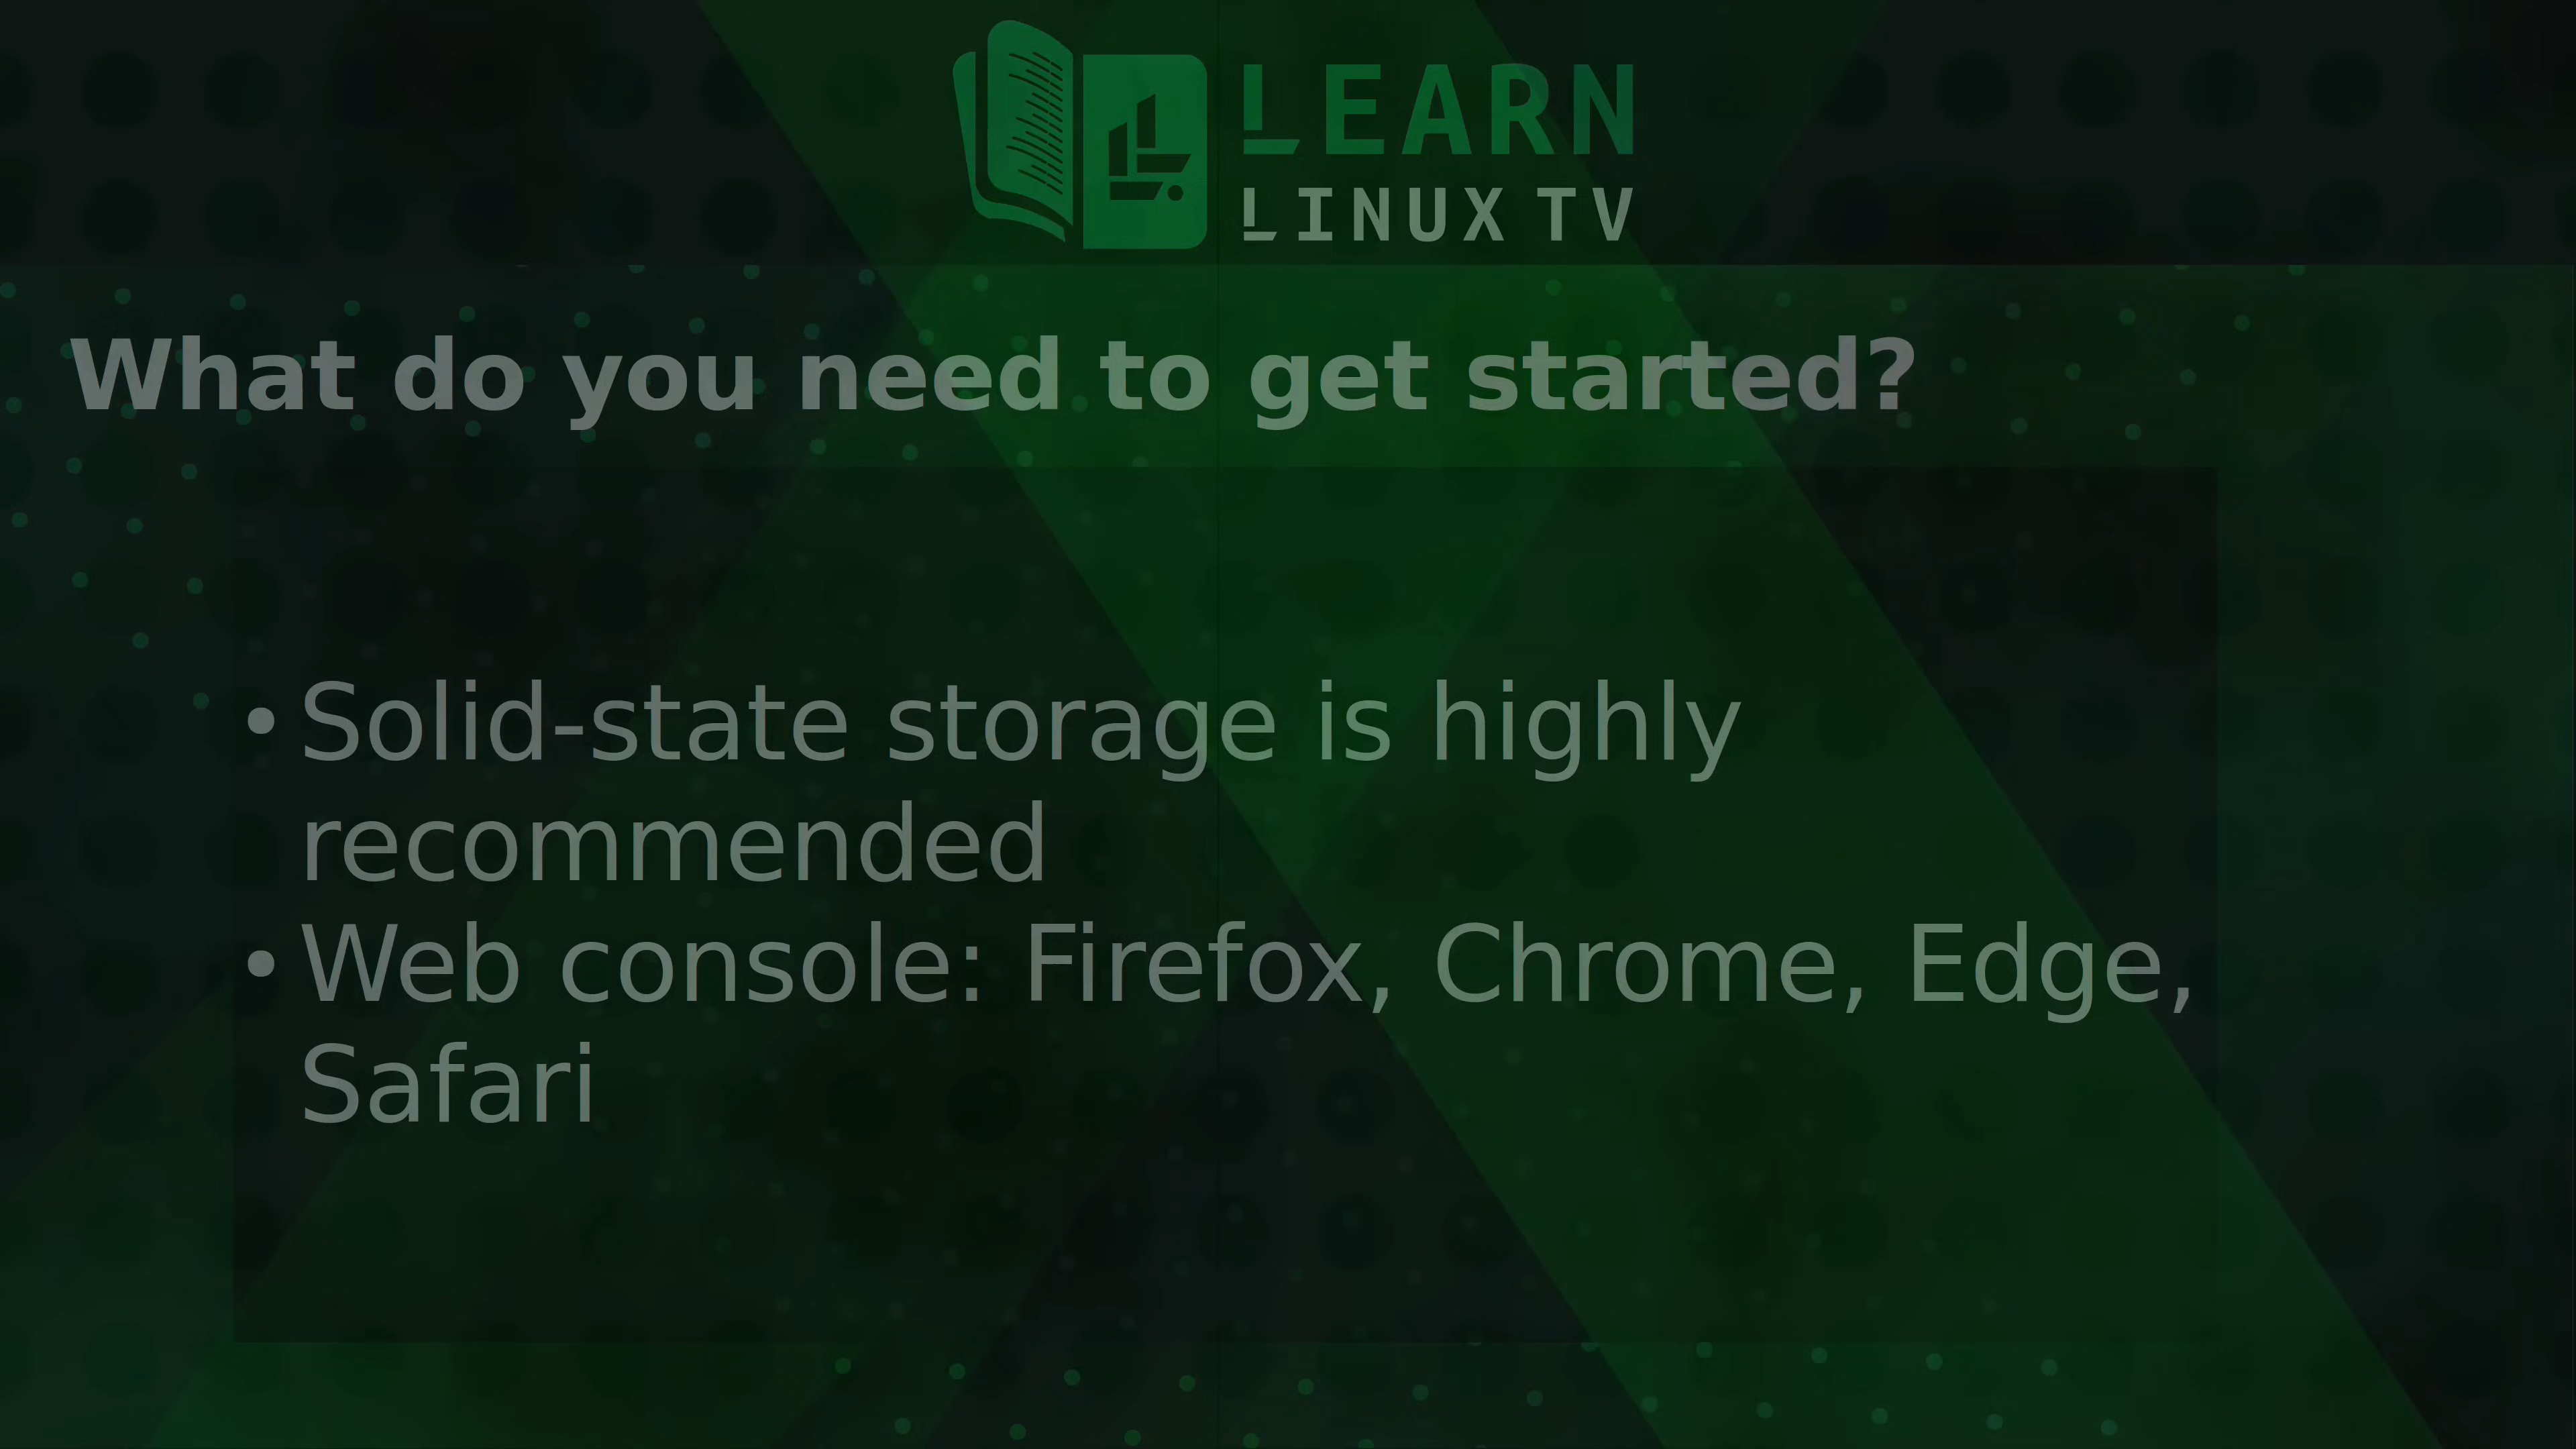 LEARN
LINUX TV
What do you need to get started?
• Solid-state storage is highly
recommended
• Web console: Firefox, Chrome, Edge,
Safari